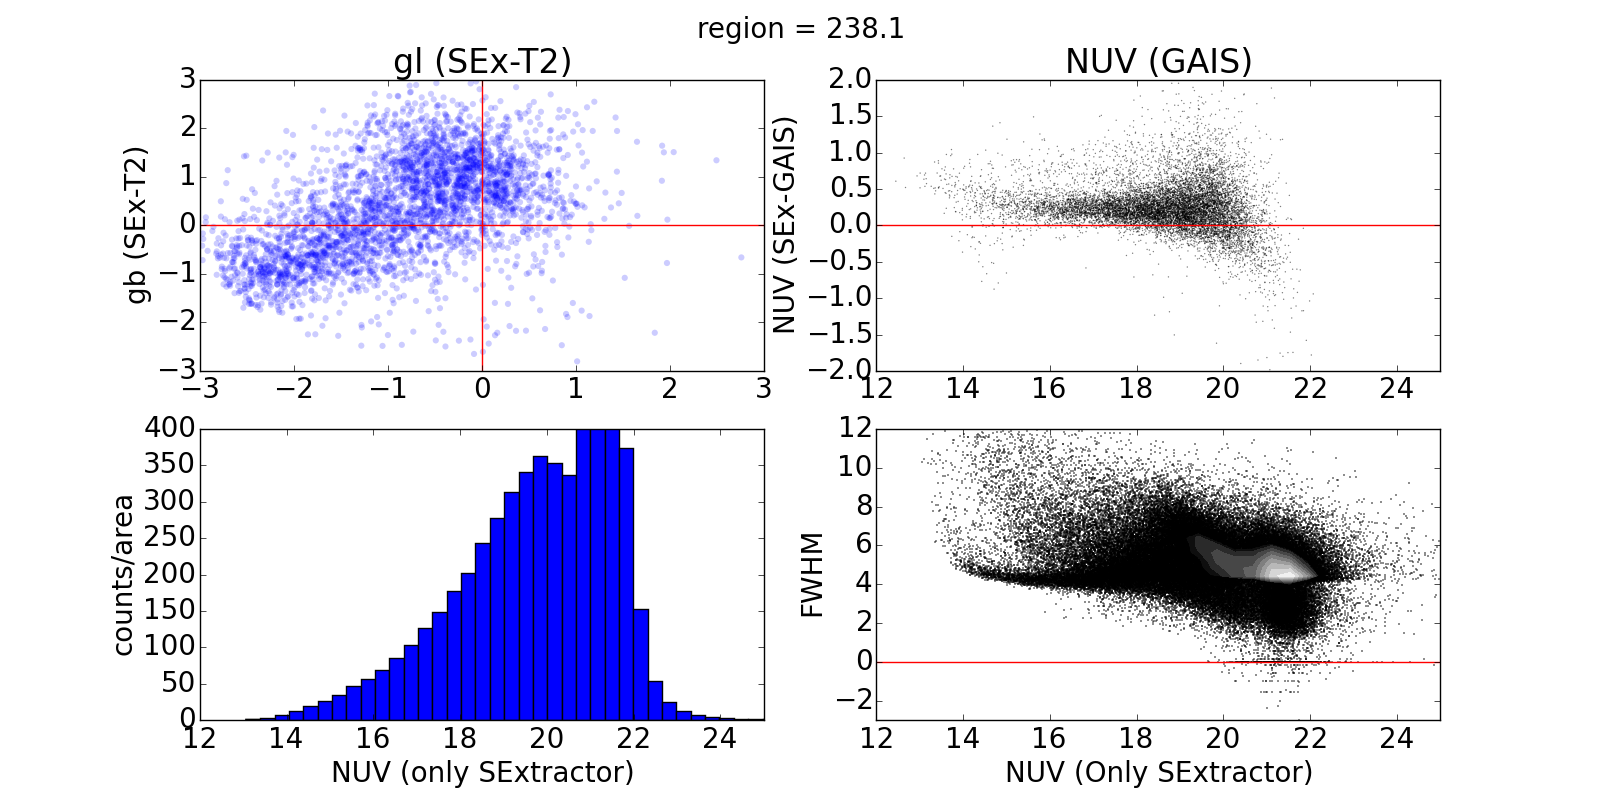 region = 238.1
gl (SEx-T2)
NUV (GAIS)
gb (SEx-T2)
3
2
1
0
−1
−2
−3
−3 −2 −1 0 1 2 3
NUV (SEx-GAIS)
2.0
1.5
1.0
0.5
0.0
−0.5
−1.0
−1.5
−2.0
12 14 16 18 20 22 24
counts/area
400
350
300
250
200
150
100
50
0
12 14 16 18 20 22 24
NUV (only SExtractor)
FWHM
12
10
8
6
4
2
0
−2
12 14 16 18 20 22 24
NUV (Only SExtractor)